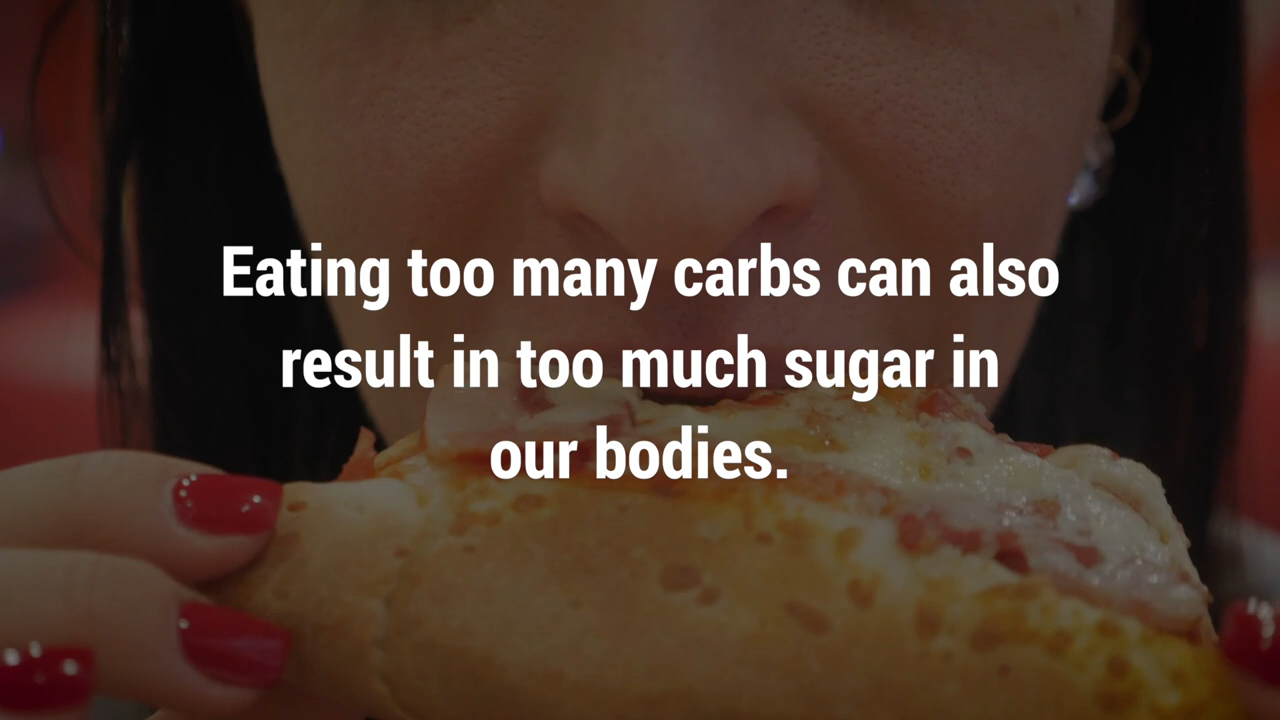 Eating too many carbs can also
result in too much sugar in
our bodies.